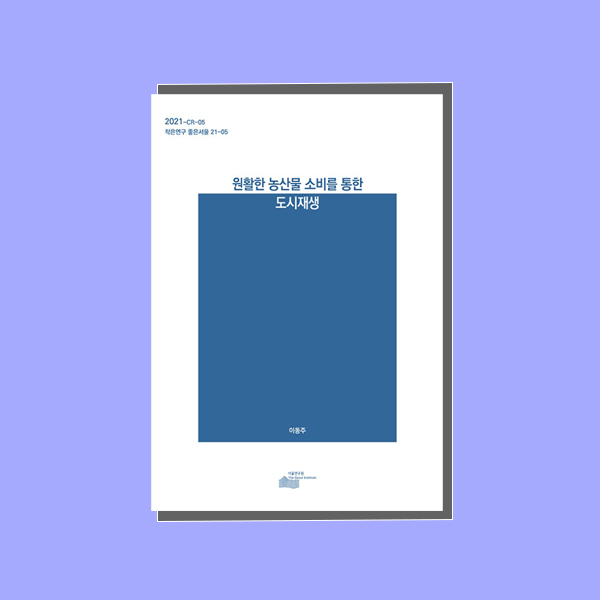 2021-CR-05
작은연구 좋은서울 21-05
원활한 농산물 소비를 통한
도시재생
이동주
서울연구원
The Seoul Institute